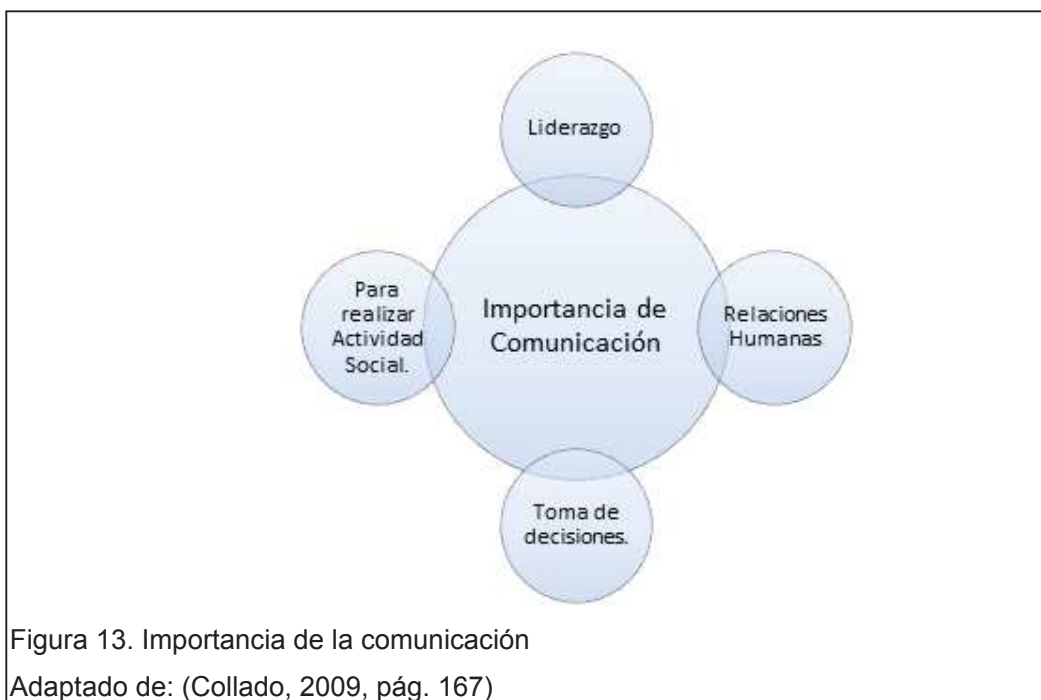 Liderazgo
Para
realizar
Actividad
Social.
Importancia de
Comunicación
Relaciones
Humanas
Toma de
decisiones.
Figura 13. Importancia de la comunicación
Adaptado de: (Collado, 2009, pág. 167)